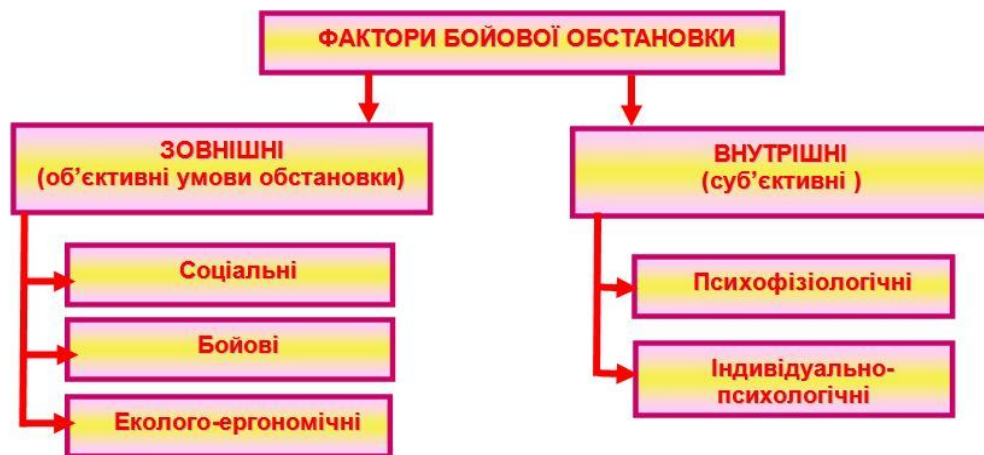 ФАКТОРИ БОЙОВОЇ ОБСТАНОВКИ
ЗОВНІШНІ
(об’єктивні умови обстановки)
Соціальні
Бойові
Еколого-ергономічні
ВНУТРІШНІ
(суб’єктивні )
Психофізіологічні
Індивідуально-
психологічні